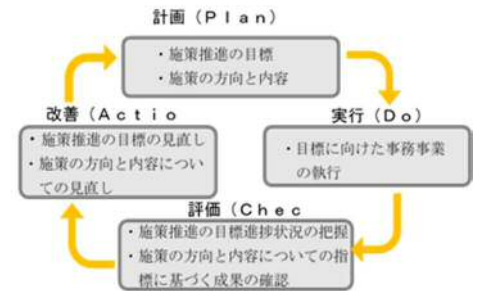 計画（Ｐｌａｎ）
・施策推進の目標
・施策の方向と内容
改善（Ａｃｔｉｏ
・施策推進の目標の見直し
・施策の方向と内容につい
ての見直し
実行（Ｄｏ）
・目標に向けた事務事業
の執行
評価（Ｃｈｅｃ
・施策推進の目標進捗状況の把握
・施策の方向と内容についての指
標に基づく成果の確認